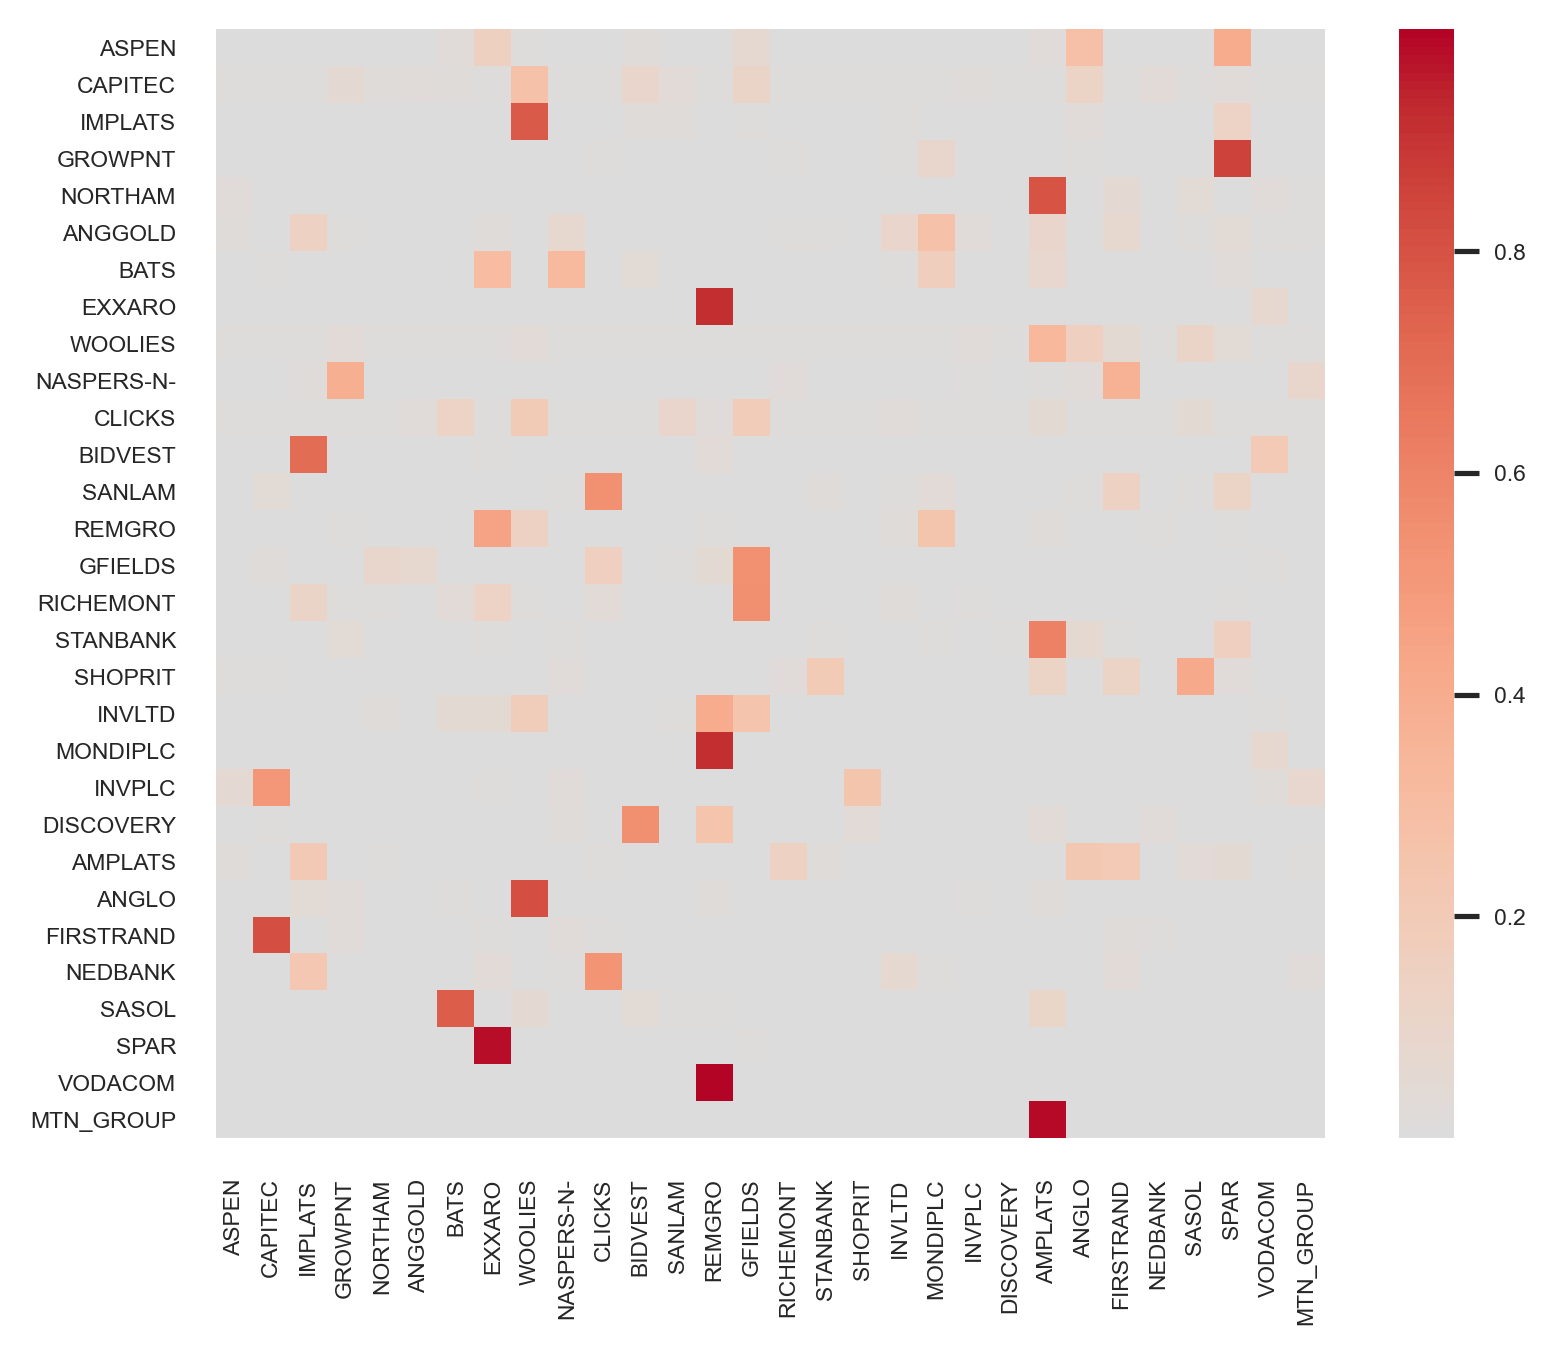 ASPEN
CAPITEC
IMPLATS
GROWPNT
NORTHAM
ANGGOLD
BATS
EXXARO
WOOLIES
NASPERS-N-
CLICKS
BIDVEST
SANLAM
REMGRO
GFIELDS
RICHEMONT
STANBANK
SHOPRIT
INVLTD
MONDIPLC
INVPLC
DISCOVERY
AMPLATS
ANGLO
FIRSTRAND
NEDBANK
SASOL
SPAR
VODACOM
MTN_GROUP
ASPEN
CAPITEC
IMPLATS
GROWPNT
NORTHAM
ANGGOLD
BATS
EXXARO
WOOLIES
NASPERS-N-
CLICKS
BIDVEST
SANLAM
REMGRO
GFIELDS
RICHEMONT
STANBANK
SHOPRIT
INVLTD
MONDIPLC
INVPLC
DISCOVERY
AMPLATS
ANGLO
FIRSTRAND
NEDBANK
SASOL
SPAR
VODACOM
MTN_GROUP
0.8
0.6
0.4
0.2